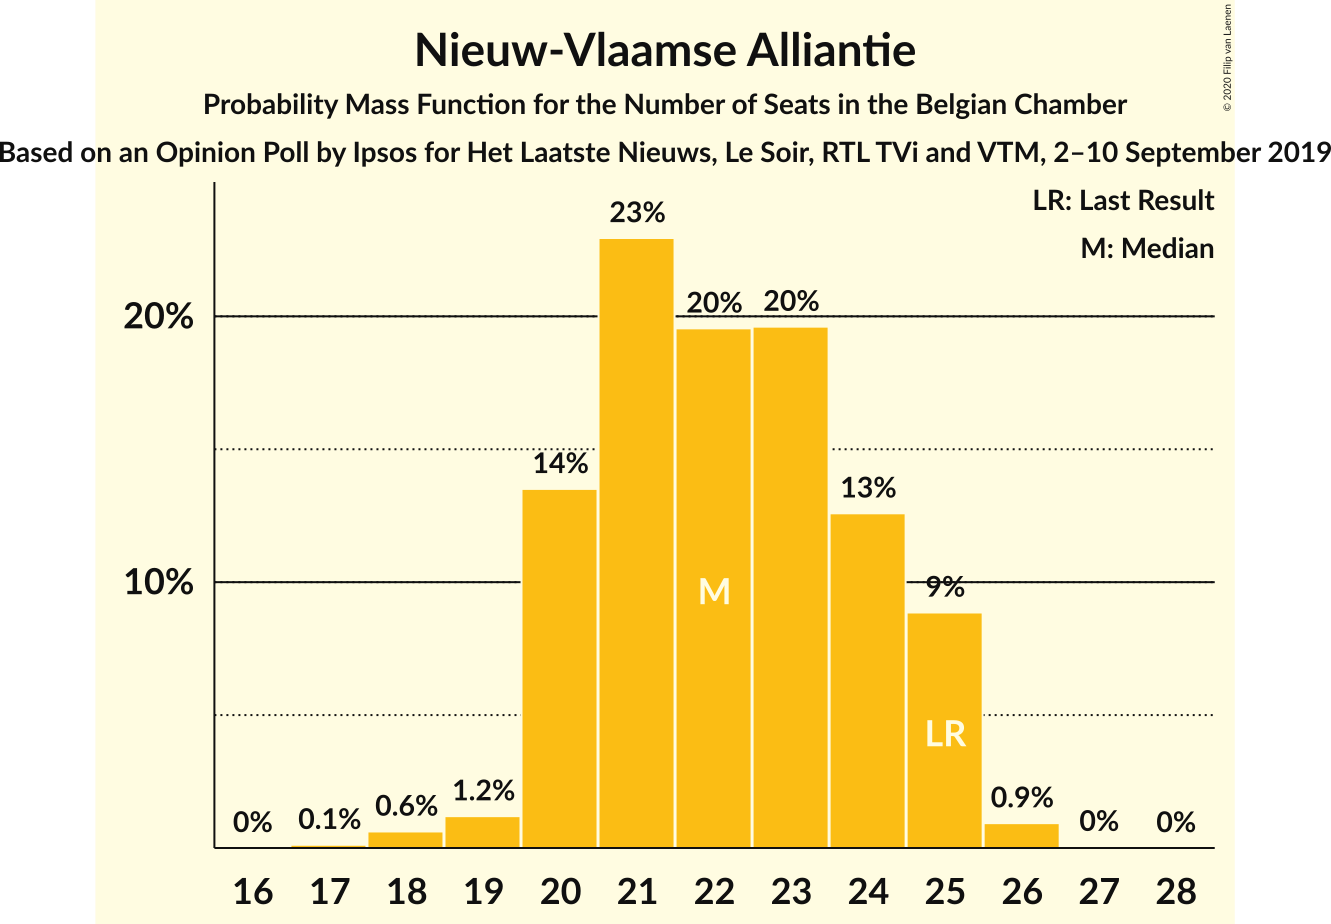 Nieuw-Vlaamse Alliantie
Probability Mass Function for the Number of Seats in the Belgian Chamber
Based on an Opinion Poll by Ipsos for Het Laatste Nieuws, Le Soir, RTL TVi and VTM, 2–10 September 2019
© 2020 Filip van Laenen
LR: Last Result
M: Median
20%
10%
0%
0.1%
0.6%
1.2%
14%
23%
20%
20%
13%
9%
0.9%
0%
0%
M
LR
16 17 18 19 20 21 22 23 24 25 26 27 28